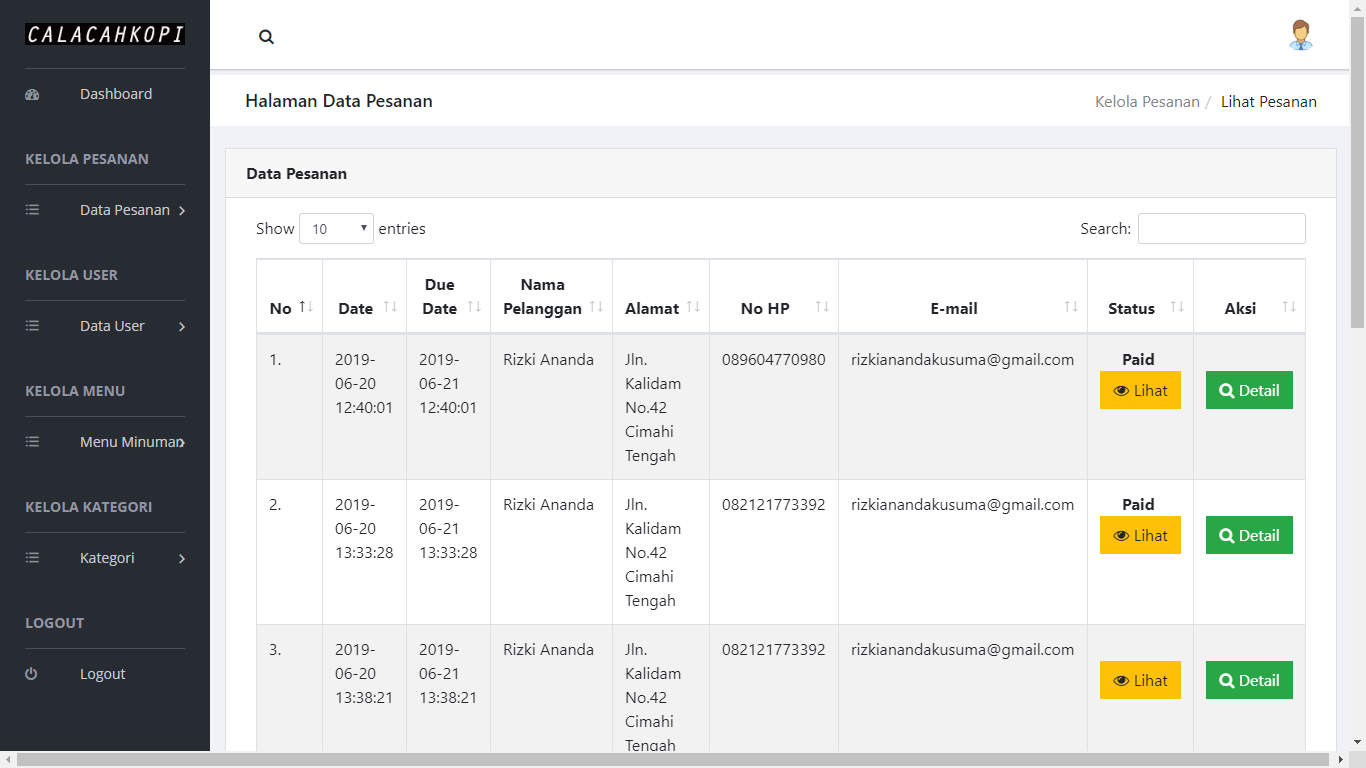 CALACAHKOPI
Dashboard
KELOLA PESANAN
Data Pesanan
KELOLA USER
Data User
KELOLA MENU
Menu Minuman
KELOLA KATEGORI
Kategori
LOGOUT
Logout
Halaman Data Pesanan
Kelola Pesanan / Lihat Pesanan
Data Pesanan
Show 10 entries
Search:
No
Date
Due
Date
Nama
Pelanggan
Alamat
No HP
E-mail
Status
Aksi
1.
2019-
06-20
12:40:01
2019-
06-21
12:40:01
Rizki Ananda
Jln.
Kalidam
No.42
Cimahi
Tengah
089604770980
rizkianandakusuma@gmail.com
Paid
Lihat
Detail
2.
2019-
06-20
13:33:28
2019-
06-21
13:33:28
Rizki Ananda
Jln.
Kalidam
No.42
Cimahi
Tengah
082121773392
rizkianandakusuma@gmail.com
Paid
Lihat
Detail
3.
2019-
06-20
13:38:21
2019-
06-21
13:38:21
Rizki Ananda
Jln.
Kalidam
No.42
Cimahi
Tengah
082121773392
rizkianandakusuma@gmail.com
Lihat
Detail